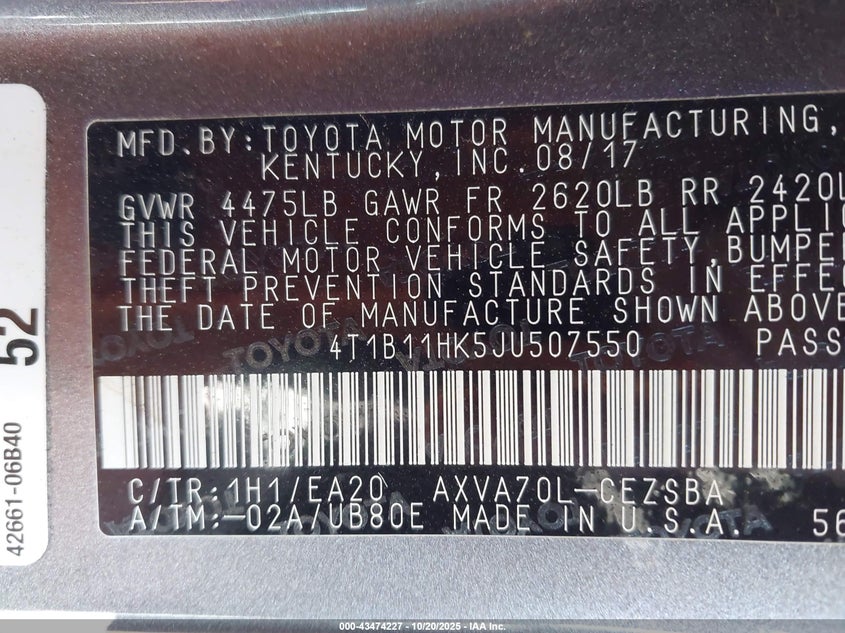 MFD.BY:TOYOTA MOTOR MANUFACTURING,
KENTUCKY,INC.08/17
GVWR 4475LB GAWR FR 2620LB RR 2420L
THIS VEHICLE CONFORMS TO ALL APPLIC
FEDERAL MOTOR VEHICLE SAFETY,BUMPER
THEFT PREVENTION STANDARDS IN EFFEC
THE DATE OF MANUFACTURE SHOWN ABOVE
4T1B11HK5JU507550 PASS
C/TR:1H1/EA20 AXVA70L-CEZSBA
A/TM:-02A/UB80E MADE IN U.S.A. 56
52
42661-06B40
TOYOTA
000-43474227 - 10/20/2025 - IAA Inc.